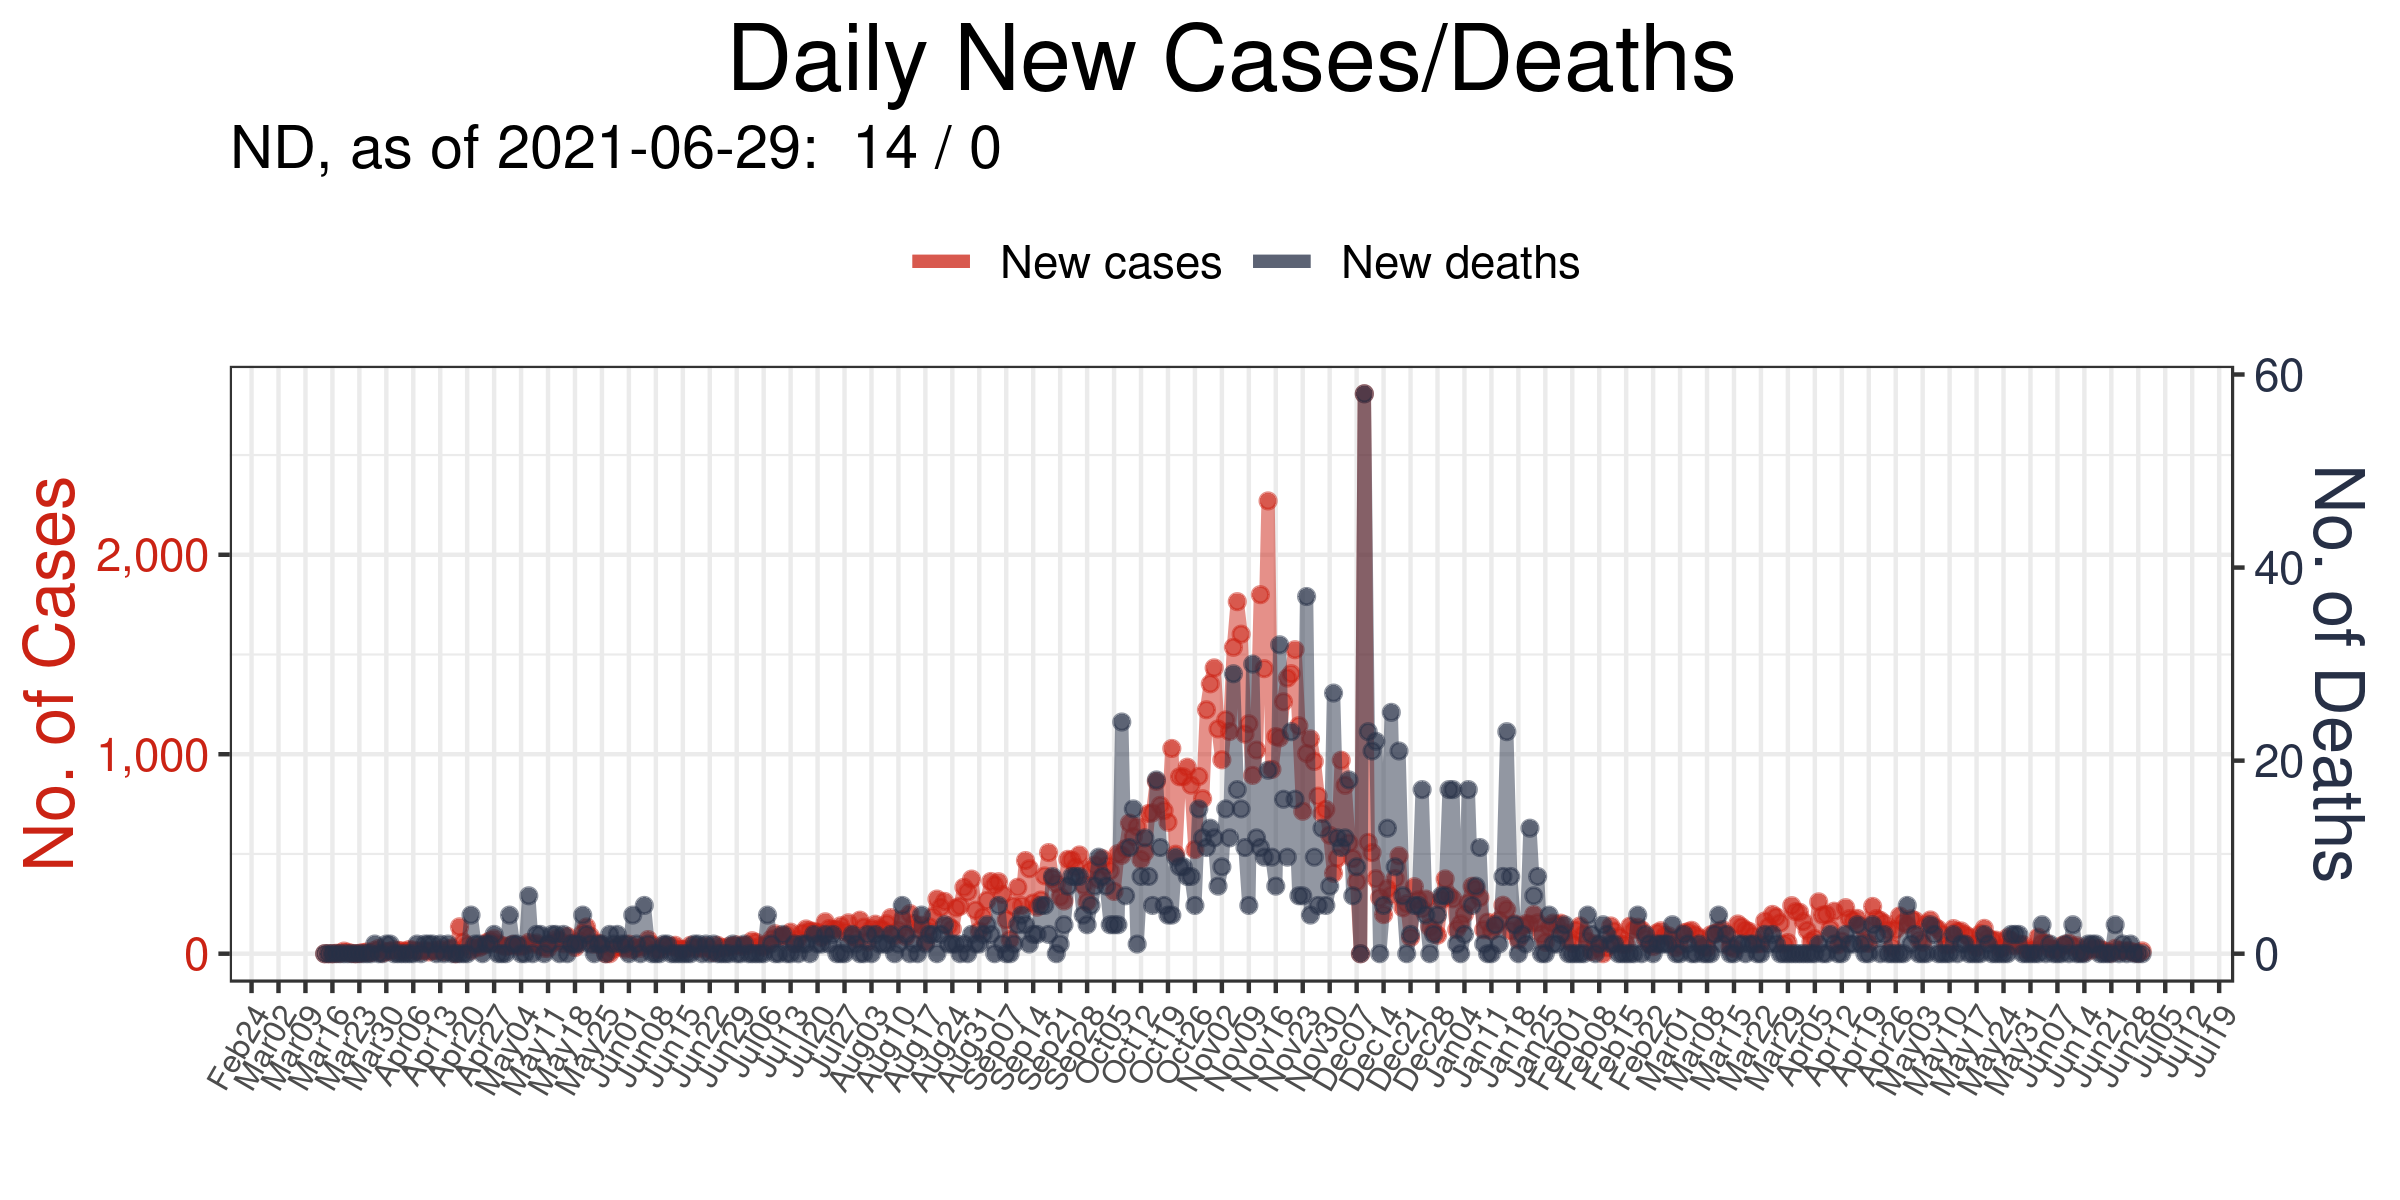 Daily New Cases/Deaths
ND, as of 2021-06-29:  14 / 0
New cases
New deaths
No. of Cases
2,000
1,000
0
60
40
20
0
No. of Deaths
Feb24
Mar02
Mar09
Mar16
Mar23
Mar30
Apr06
Apr13
Apr20
Apr27
May04
May11
May18
May25
Jun01
Jun08
Jun15
Jun22
Jun29
Jul06
Jul13
Jul20
Jul27
Aug03
Aug10
Aug17
Aug24
Aug31
Sep07
Sep14
Sep21
Sep28
Oct05
Oct12
Oct19
Oct26
Nov02
Nov09
Nov16
Nov23
Nov30
Dec07
Dec14
Dec21
Dec28
Jan04
Jan11
Jan18
Jan25
Feb01
Feb08
Feb15
Feb22
Mar01
Mar08
Mar15
Mar22
Mar29
Apr05
Apr12
Apr19
Apr26
May03
May10
May17
May24
May31
Jun07
Jun14
Jun21
Jun28
Jul05
Jul12
Jul19